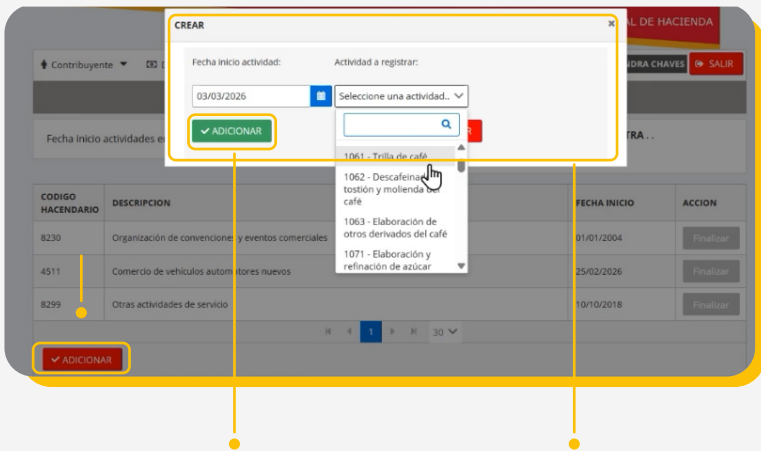 CREAR
AL DE HACIENDA
Contribuyente
NDRA CHAVES
SALIR
Fecha inicio actividad:
Actividad a registrar:
03/03/2026
Seleccione una actividad..
ADICIONAR
Fecha inicio actividades e
TRA . .
1061 - Trilla de café
1062 - Descafeinad
tostión y molienda del
café
1063 - Elaboración de
otros derivados del café
1071 - Elaboración y
refinación de azúcar
CODIGO
HACENDARIO
DESCRIPCION
FECHA INICIO
ACCION
8230
Organización de convenciones y eventos comerciales
01/01/2004
Finalizar
4511
Comercio de vehículos automotores nuevos
25/02/2026
Finalizar
8299
Otras actividades de servicio
10/10/2018
Finalizar
1
30
ADICIONAR